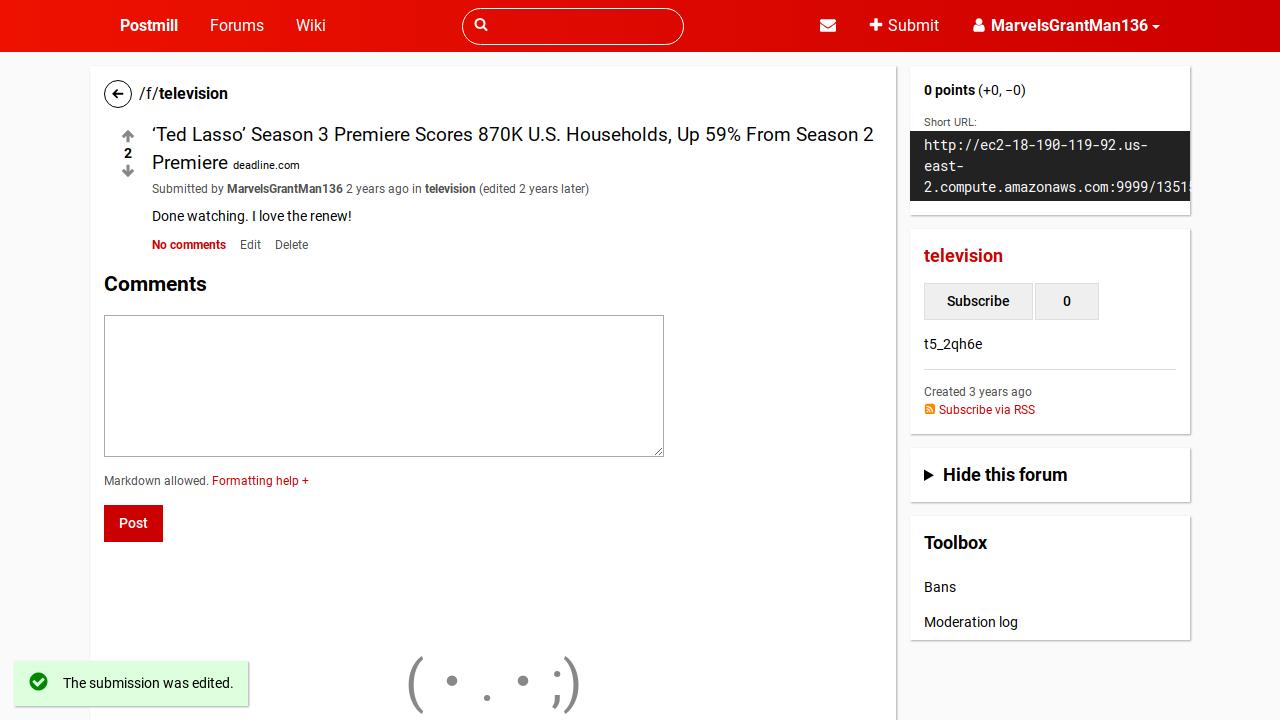 Postmill
Forums
Wiki
Submit
MarvelsGrantMan136
/f/television
2
‘Ted Lasso’ Season 3 Premiere Scores 870K U.S. Households, Up 59% From Season 2
Premiere deadline.com
Submitted by MarvelsGrantMan136 2 years ago in television (edited 2 years later)
Done watching. I love the renew!
No comments Edit Delete
Comments
Markdown allowed. Formatting help +
Post
( • . • ;)
The submission was edited.
0 points (+0, −0)
Short URL:
http://ec2-18-190-119-92.us-
east-
2.compute.amazonaws.com:9999/1351
television
Subscribe 0
t5_2qh6e
Created 3 years ago
Subscribe via RSS
Hide this forum
Toolbox
Bans
Moderation log